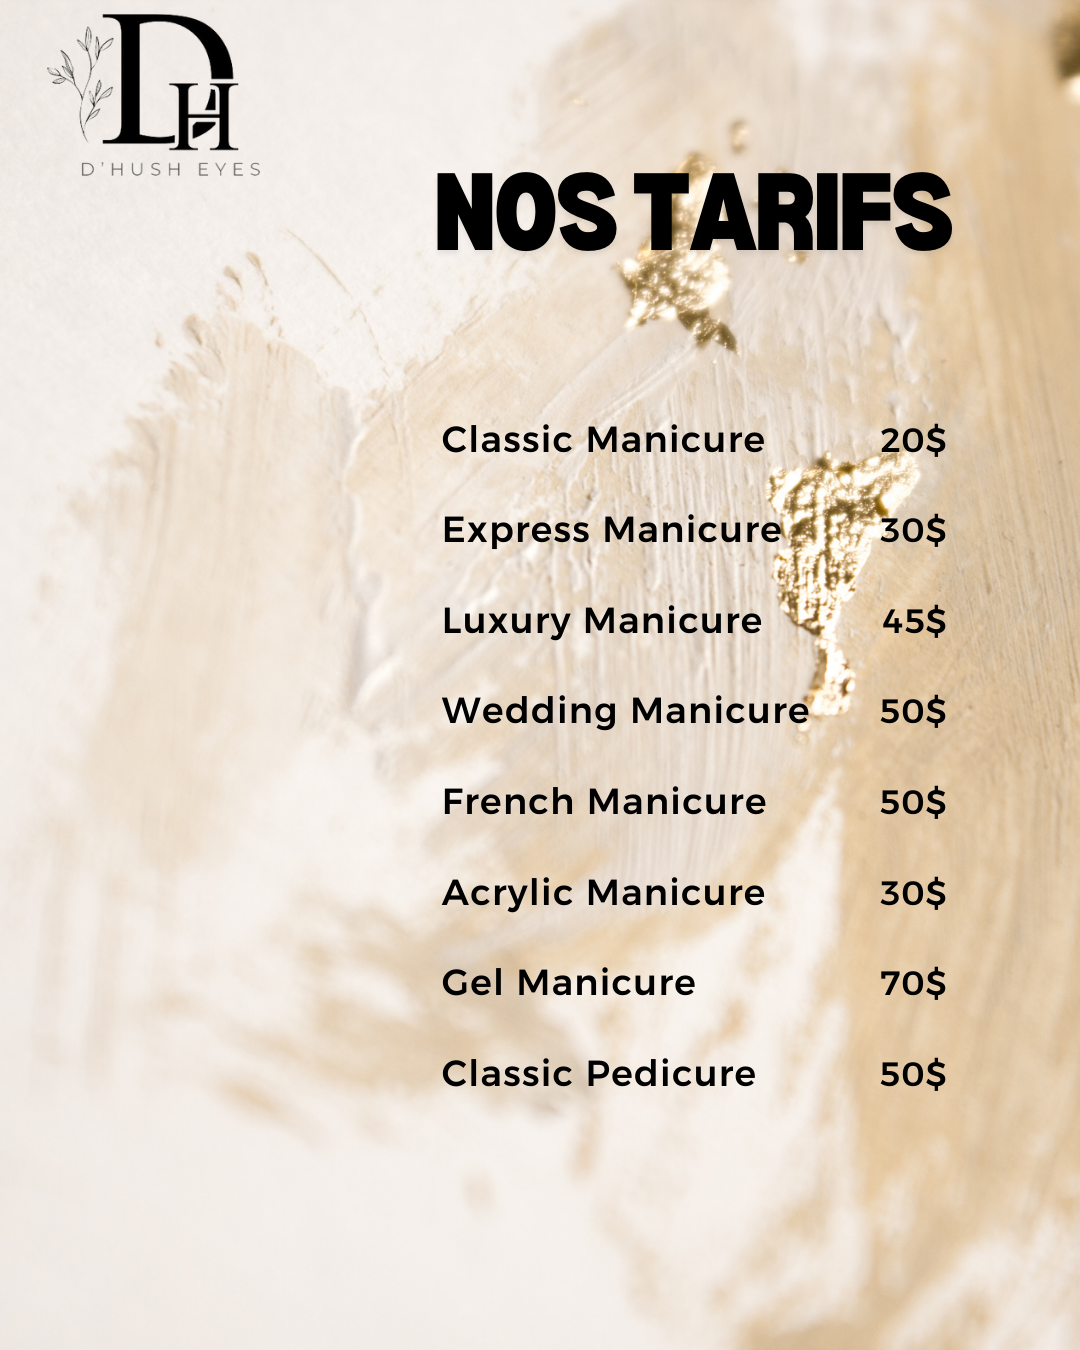 DH
D'HUSH EYES
NOS TARIFS
Classic Manicure 20$
Express Manicure 30$
Luxury Manicure 45$
Wedding Manicure 50$
French Manicure 50$
Acrylic Manicure 30$
Gel Manicure 70$
Classic Pedicure 50$